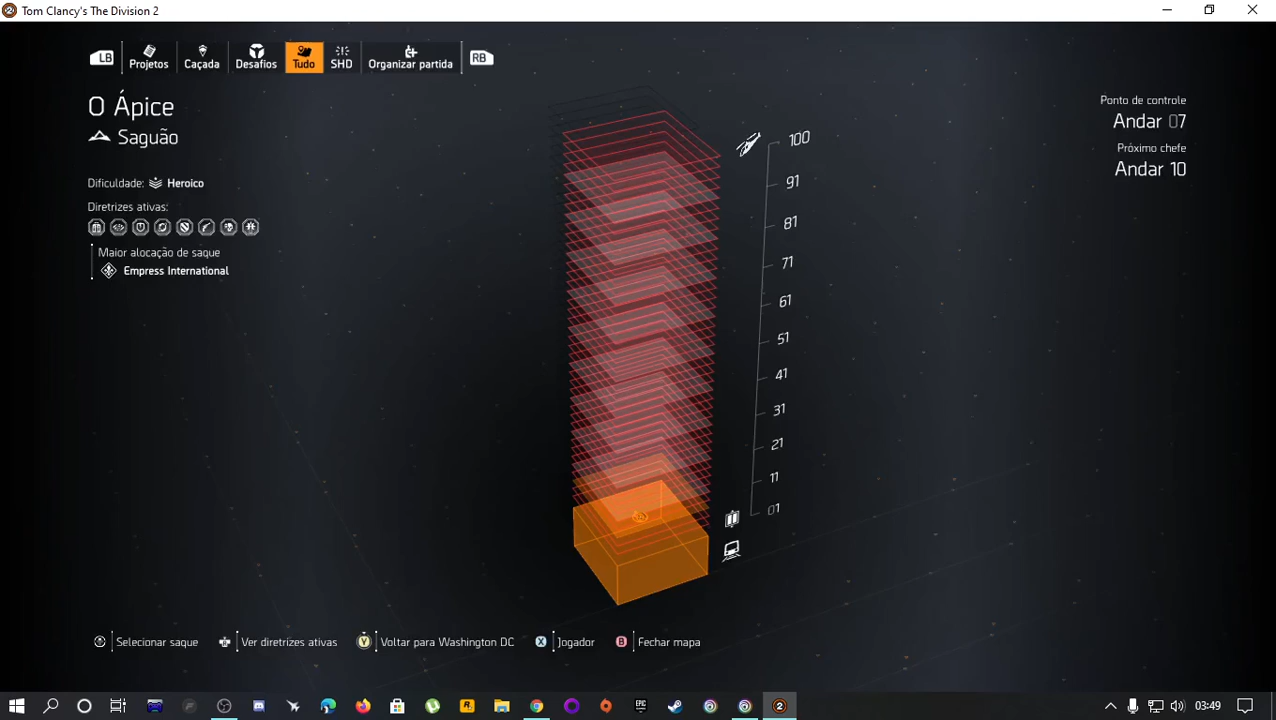 Tom Clancy's The Division 2
LB
Projetos
Caçada
Desafios
Tudo
SHD
Organizar partida
RB
O Ápice
Saguão
Dificuldade: Heroico
Diretrizes ativas:
Maior alocação de saque
Empress International
Ponto de controle
Andar 07
Próximo chefe
Andar 10
100
91
81
71
61
51
41
31
21
11
01
Selecionar saque
Ver diretrizes ativas
Y Voltar para Washington DC
X Jogador
B Fechar mapa
03:49